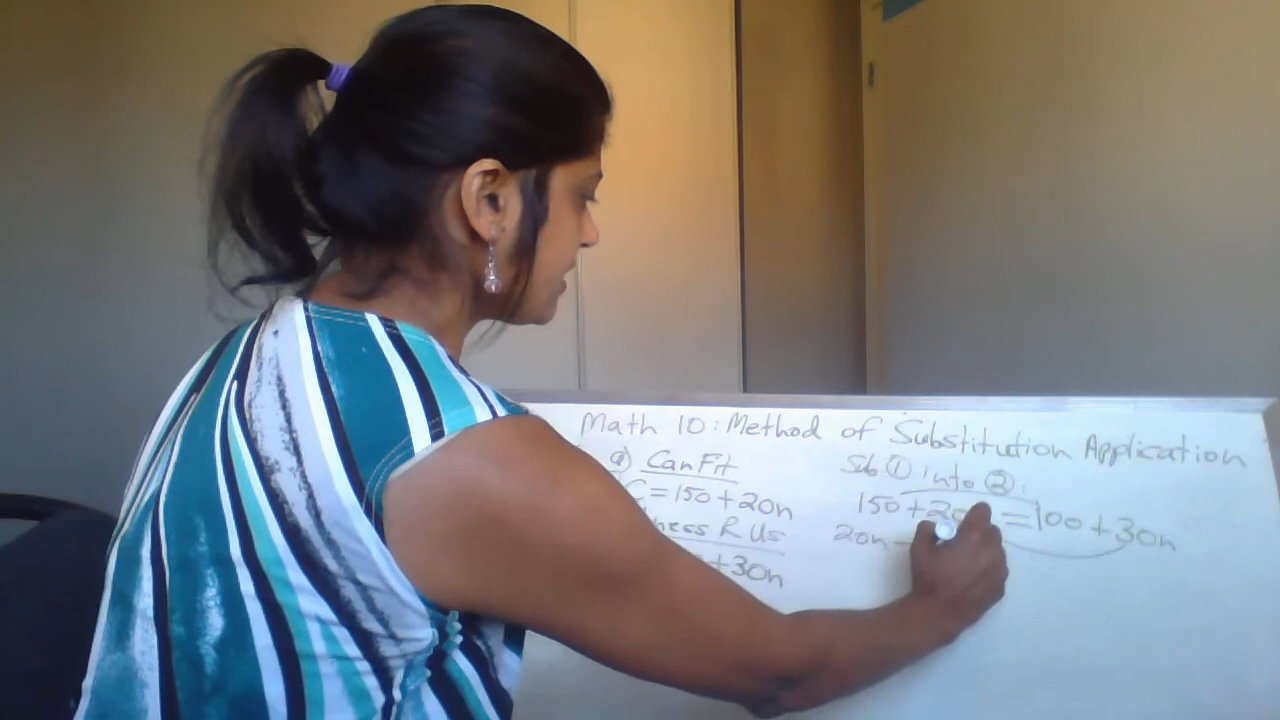 Math 10: Method of Substitution Application
a) CanFit
C=150+20n
ness R Us
+30n
Sub ① into ②:
150+20 =100+30n
20n-